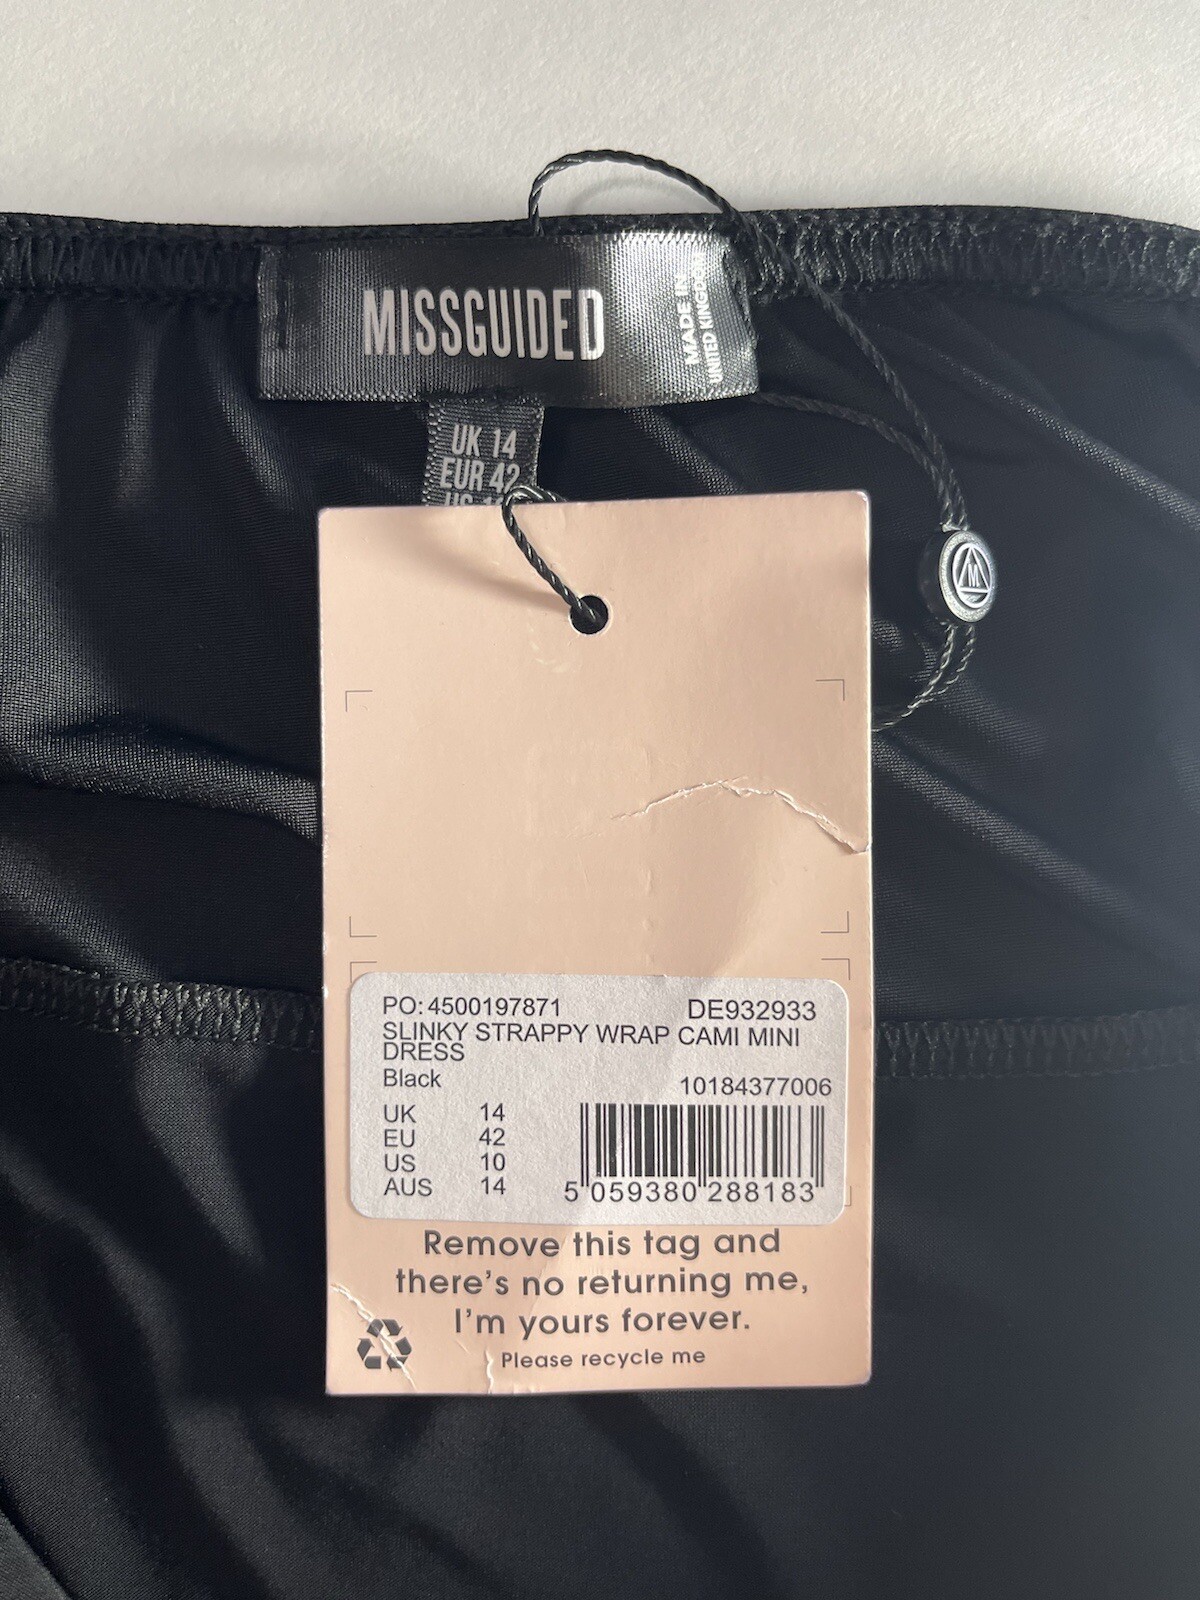 MISSGUIDED
MADE IN
UNITED KINGDOM
UK 14
EUR 42
M
PO: 4500197871 DE932933
SLINKY STRAPPY WRAP CAMI MINI
DRESS
Black 10184377006
UK 14
EU 42
US 10
AUS 14
5 059380 288183
Remove this tag and
there's no returning me,
I'm yours forever.
Please recycle me